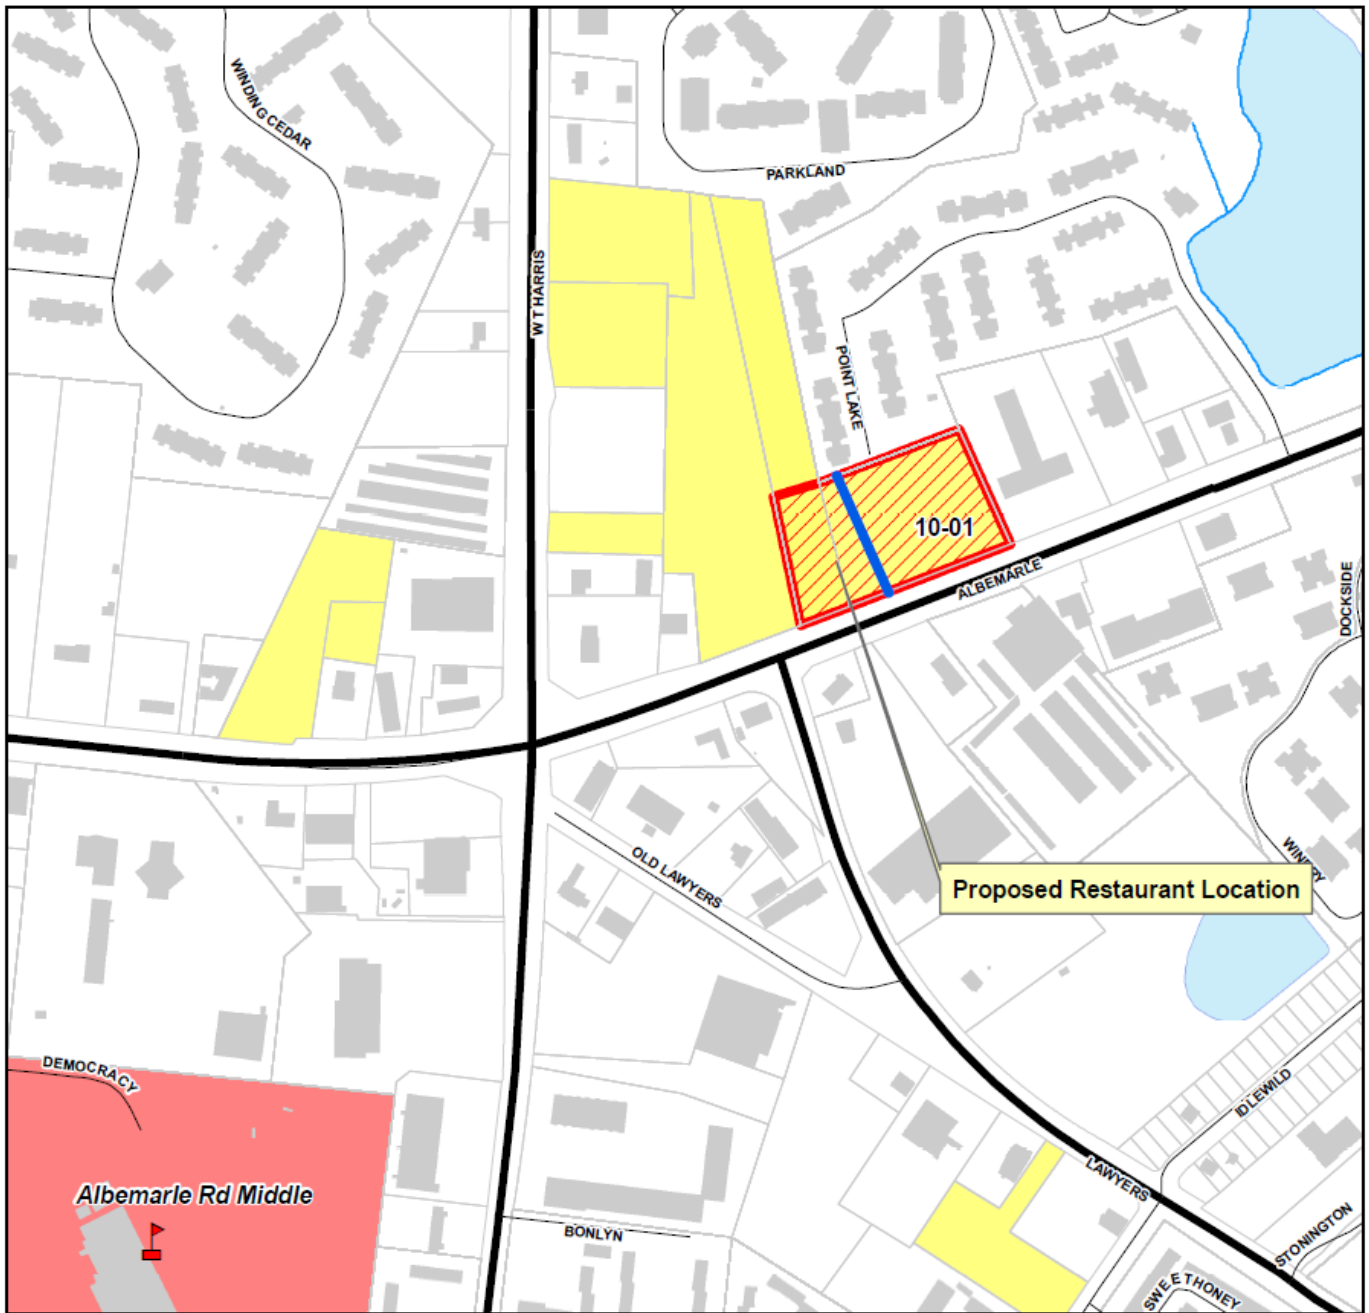 WINDING CEDAR
PARKLAND
W T HARRIS
POINT LAKE
10-01
ALBEMARLE
DOCKSIDE
OLD LAWYERS
WINDRY
Proposed Restaurant Location
DEMOCRACY
IDLEWILD
Albemarle Rd Middle
LAWYERS
BONLYN
STONINGTON
SWEETHONEY